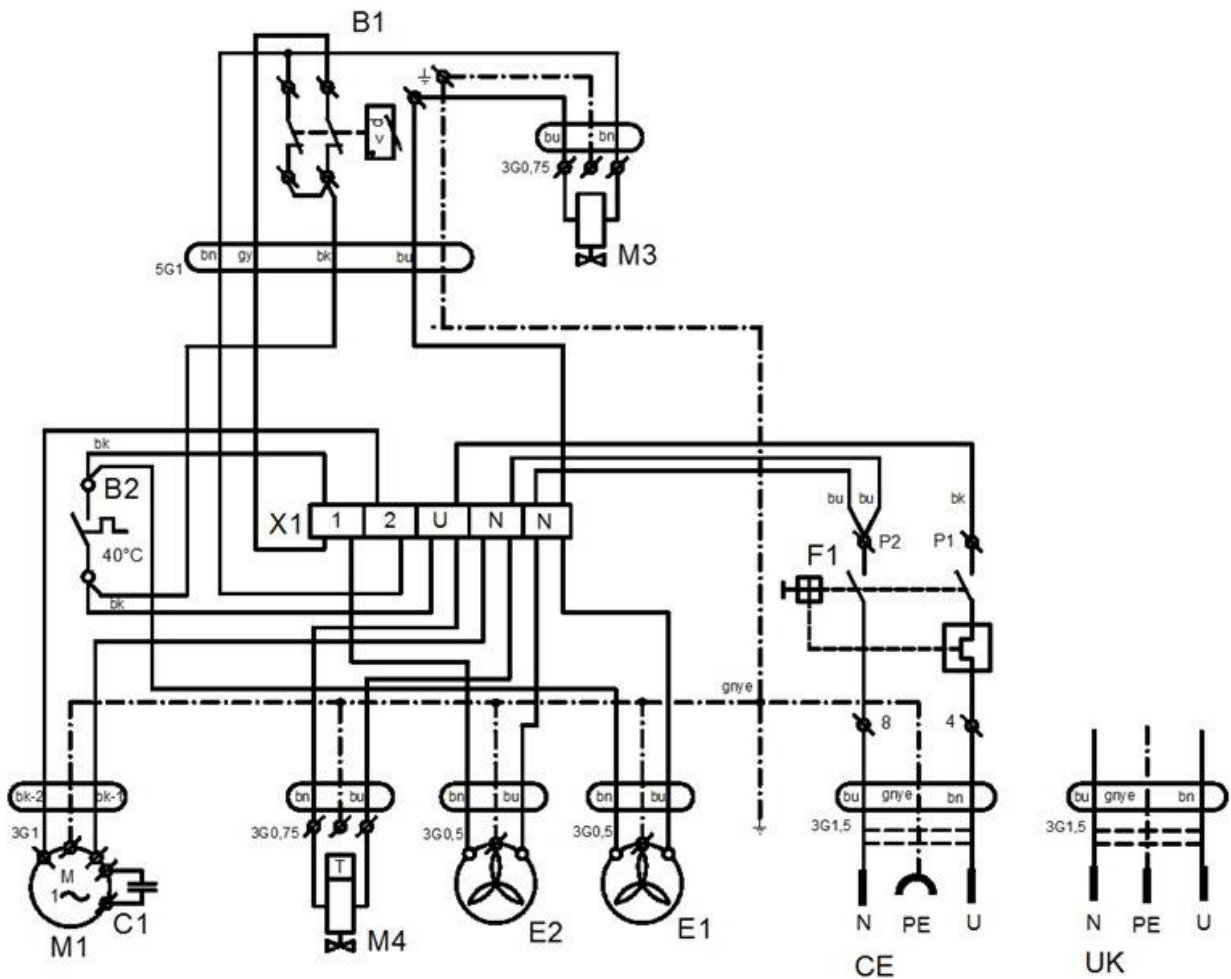 B1
p
>
bu bn
3G0,75
M3
bn gy bk bu
5G1
bk
B2
40°C
bk
X1 1 2 U N N
bu bu bk
P2 P1
F1
gnye
8 4
bk-2 bk-1
3G1
bn bu
3G0,75
bn bu
3G0,5
bn bu
3G0,5
bu gnye bn
3G1,5
bu gnye bn
3G1,5
M
1
C1
M1
T
M4
E2
E1
N PE U
CE
N PE U
UK